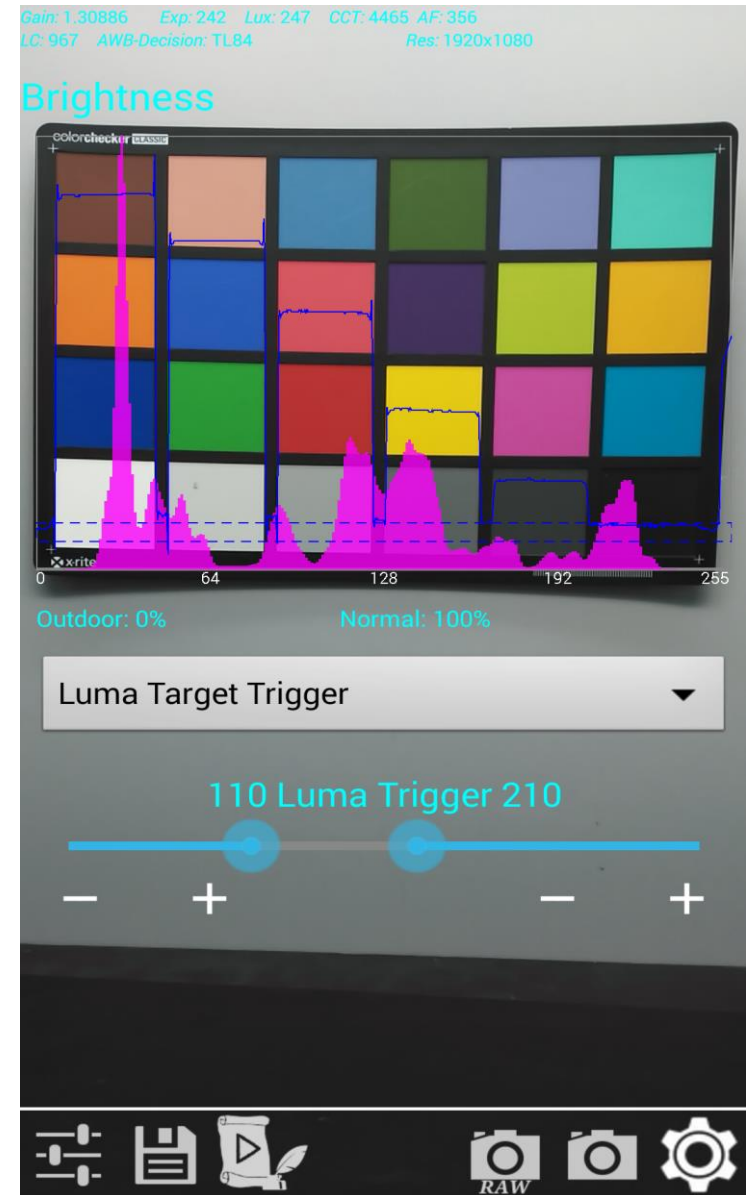 Gain: 1.30886 Exp: 242 Lux: 247 CCT: 4465 AF: 356
LC: 967 AWB-Decision: TL84 Res: 1920x1080
Brightness
colorchecker CLASSIC
x-rite
0 64 128 192 255
Outdoor: 0% Normal: 100%
Luma Target Trigger
110 Luma Trigger 210
RAW